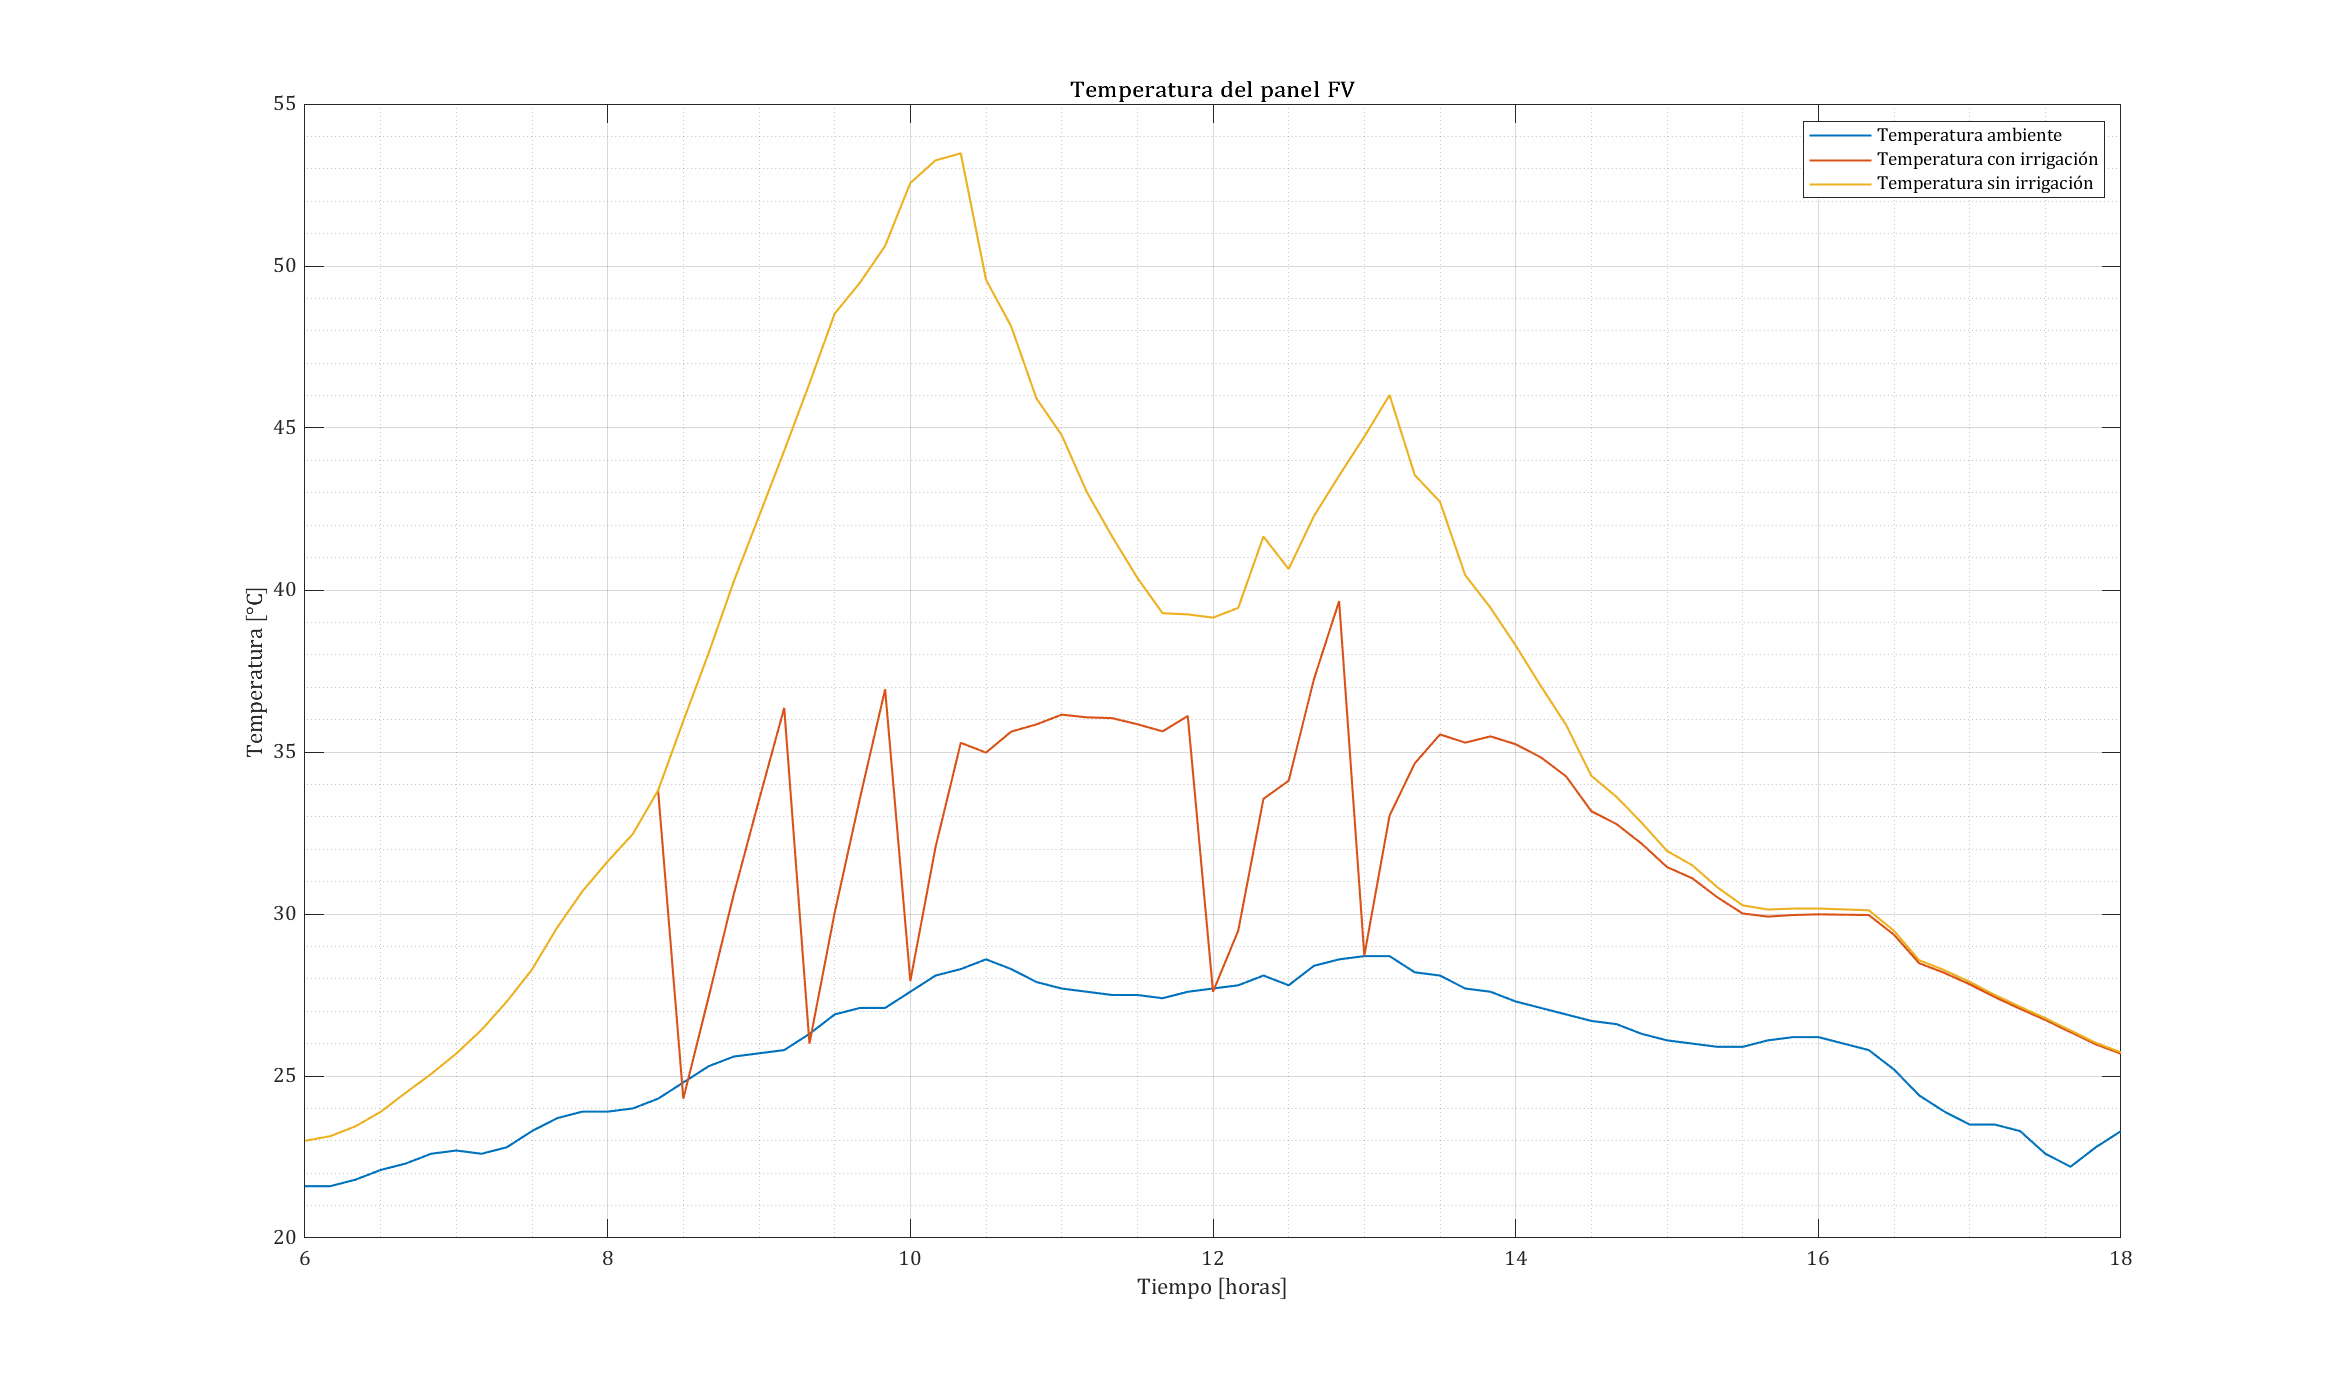 Temperatura del panel FV
Temperatura ambiente
Temperatura con irrigación
Temperatura sin irrigación
55
50
45
40
35
30
25
20
Temperatura [°C]
6 8 10 12 14 16 18
Tiempo [horas]